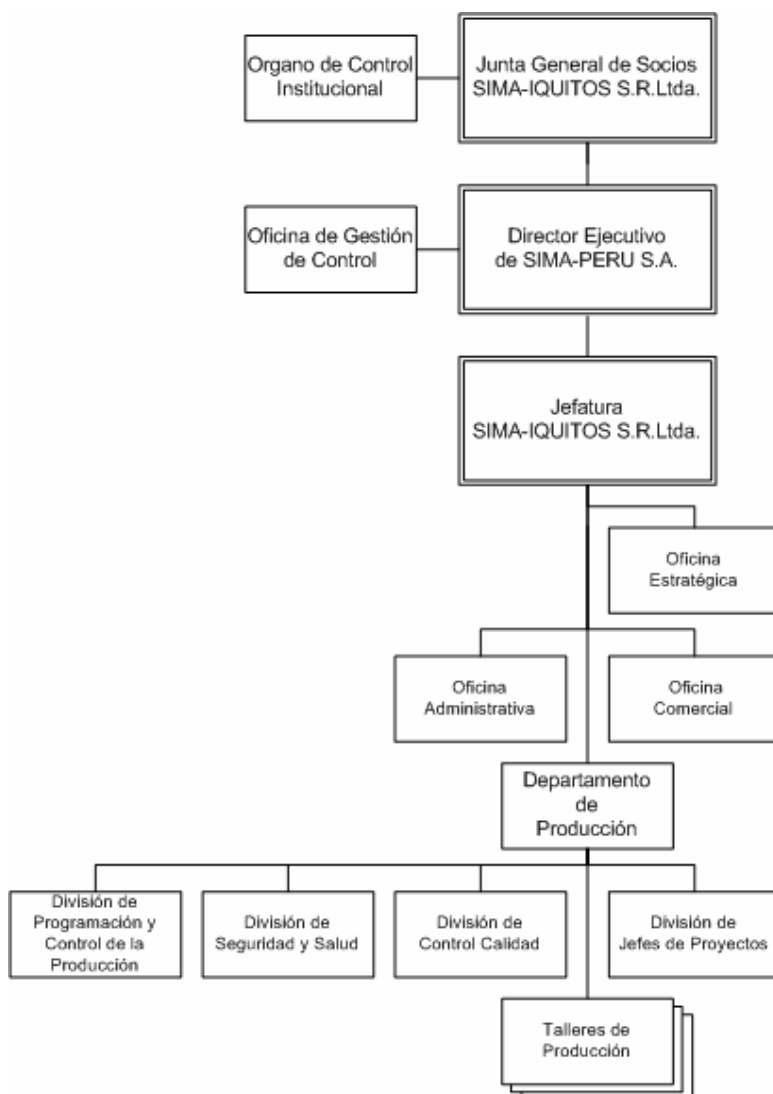 Organo de Control
Institucional
Junta General de Socios
SIMA-IQUITOS S.R.Ltda.
Oficina de Gestión
de Control
Director Ejecutivo
de SIMA-PERU S.A.
Jefatura
SIMA-IQUITOS S.R.Ltda.
Oficina
Estratégica
Oficina
Administrativa
Oficina
Comercial
Departamento
de
Producción
División de
Programación y
Control de la
Producción
División de
Seguridad y Salud
División de
Control Calidad
División de
Jefes de Proyectos
Talleres de
Producción